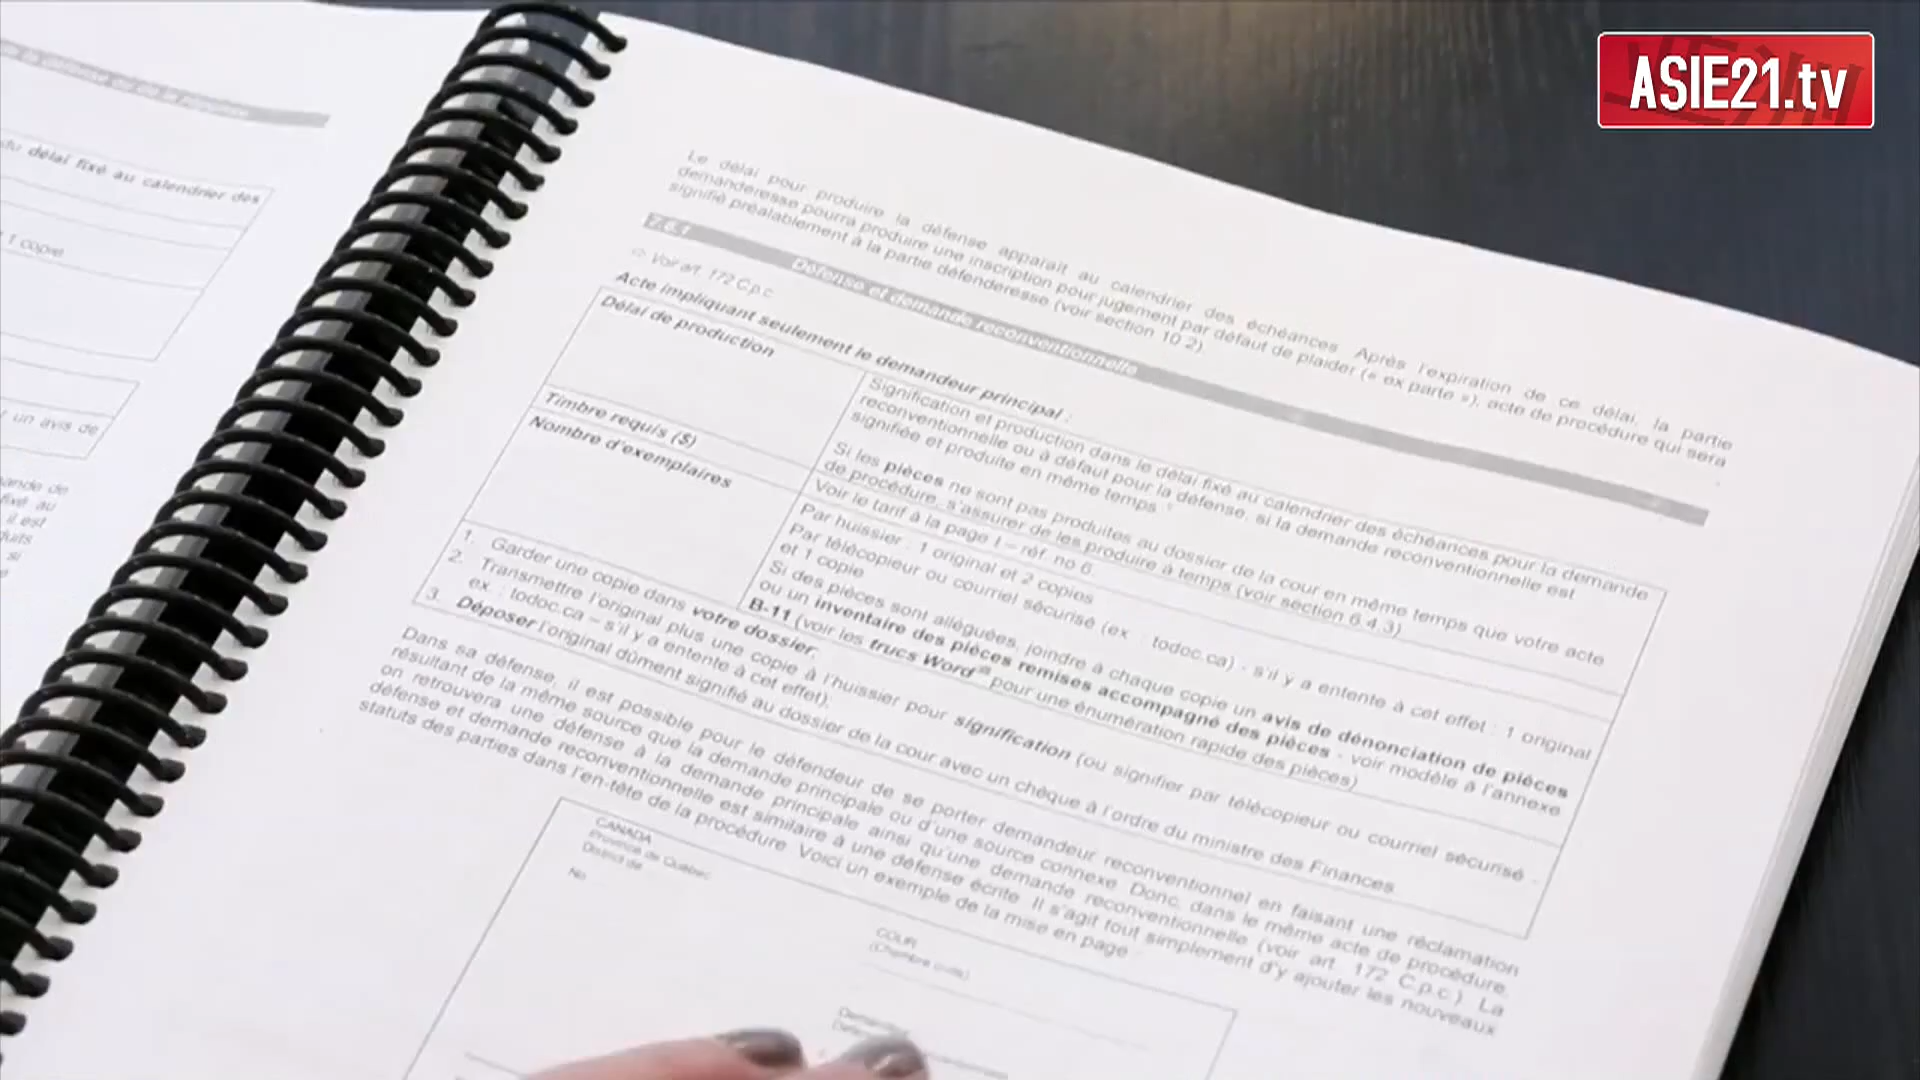 ASIE21.tv
du délai fixé au calendrier des
1 copie
un avis de
fixé au
il est
si
Le délai pour produire la défense apparaît au calendrier des échéances. Après l'expiration de ce délai, la partie
demanderesse pourra produire une inscription pour jugement par défaut de plaider (« ex parte »), acte de procédure qui sera
signifié préalablement à la partie défenderesse (voir section 10.2).
7.6.1 Défense et demande reconventionnelle
⇨ Voir art. 172 C.p.c.
Acte impliquant seulement le demandeur principal :
Délai de production
Signification et production dans le délai fixé au calendrier des échéances pour la demande
reconventionnelle ou à défaut pour la défense, si la demande reconventionnelle est
signifiée et produite en même temps.
Si les pièces ne sont pas produites au dossier de la cour en même temps que votre acte
de procédure, s'assurer de les produire à temps (voir section 6.4.3)
Timbre requis ($)
Voir le tarif à la page I – réf. no 6.
Nombre d'exemplaires
Par huissier : 1 original et 2 copies
Par télécopieur ou courriel sécurisé (ex. : todoc.ca) - s'il y a entente à cet effet : 1 original
et 1 copie
Si des pièces sont alléguées, joindre à chaque copie un avis de dénonciation de pièces
ou un inventaire des pièces remises accompagné des pièces - voir modèle à l'annexe
B-11 (voir les trucs Word pour une énumération rapide des pièces)
1. Garder une copie dans votre dossier.
2. Transmettre l'original plus une copie à l'huissier pour signification (ou signifier par télécopieur ou courriel sécurisé -
ex. : todoc.ca – s'il y a entente à cet effet).
3. Déposer l'original dûment signifié au dossier de la cour avec un chèque à l'ordre du ministre des Finances.
Dans sa défense, il est possible pour le défendeur de se porter demandeur reconventionnel en faisant une réclamation
résultant de la même source que la demande principale ou d'une source connexe. Donc, dans le même acte de procédure,
on retrouvera une défense à la demande principale ainsi qu'une demande reconventionnelle (voir art. 172 C.p.c.). La
défense et demande reconventionnelle est similaire à une défense écrite. Il s'agit tout simplement d'y ajouter les nouveaux
statuts des parties dans l'en-tête de la procédure. Voici un exemple de la mise en page :
CANADA
Province de Québec
District de
No
COUR
(Chambre civile)